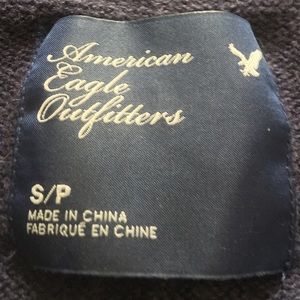 American
Eagle
Outfitters
S/P
MADE IN CHINA
FABRIQUÉ EN CHINE